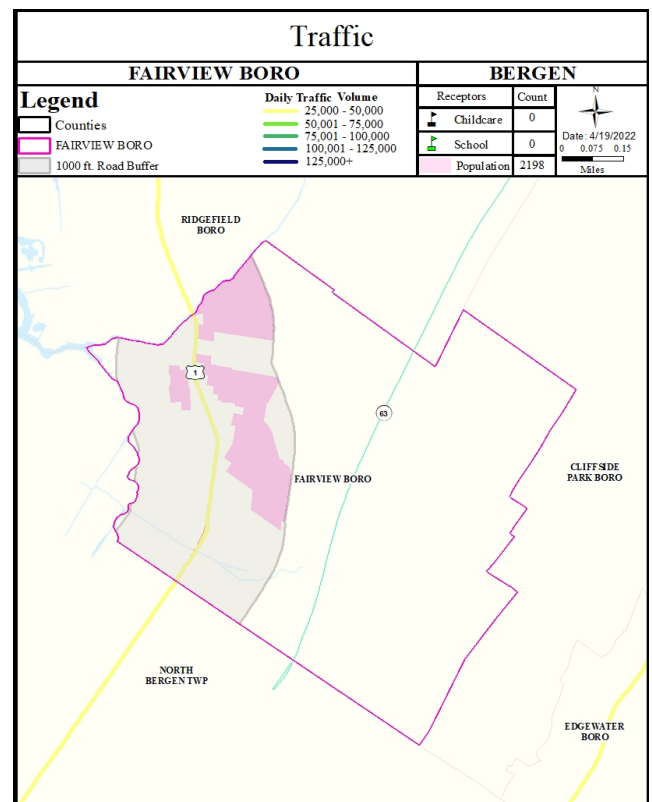 Traffic
FAIRVIEW BORO
BERGEN
Legend
Counties
FAIRVIEW BORO
1000 ft. Road Buffer
Daily Traffic Volume
25,000 - 50,000
50,001 - 75,000
75,001 - 100,000
100,001 - 125,000
125,000+
Receptors Count
Childcare 0
School 0
Population 2198
N
Date: 4/19/2022
0 0.075 0.15
Miles
RIDGEFIELD
BORO
1
63
FAIRVIEW BORO
CLIFFSIDE
PARK BORO
NORTH
BERGEN TWP
EDGEWATER
BORO